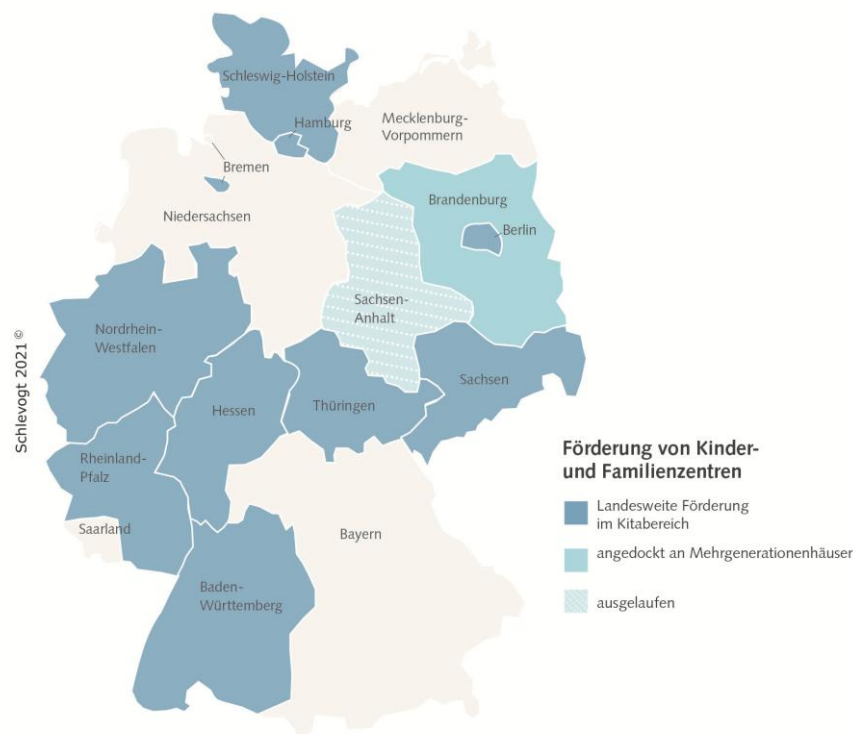 Schleswig-Holstein
Hamburg
Mecklenburg-
Vorpommern
Bremen
Niedersachsen
Brandenburg
Berlin
Sachsen-
Anhalt
Nordrhein-
Westfalen
Hessen
Thüringen
Sachsen
Rheinland-
Pfalz
Saarland
Bayern
Baden-
Württemberg
Schlevogt 2021 ©
Förderung von Kinder-
und Familienzentren
Landesweite Förderung
im Kitabereich
angedockt an Mehrgenerationenhäuser
ausgelaufen